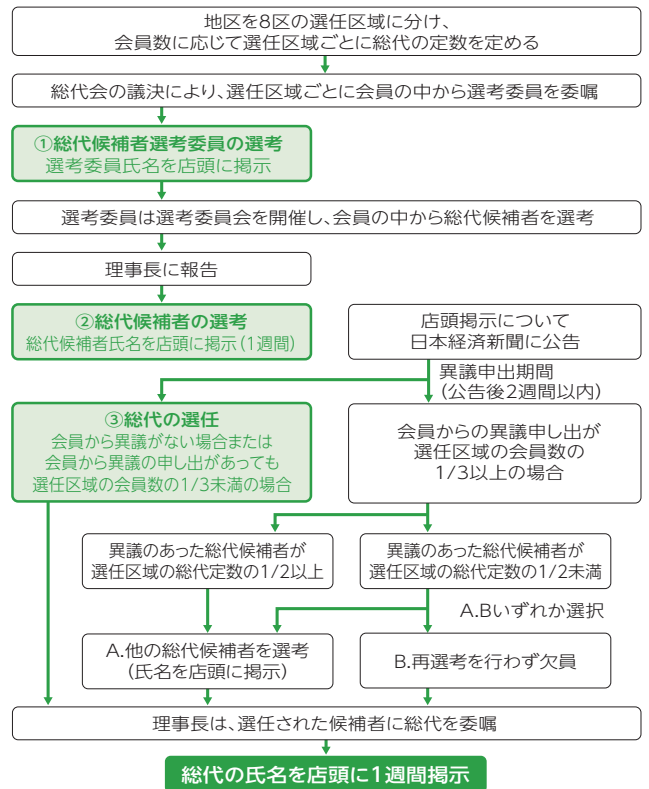 地区を8区の選任区域に分け、
会員数に応じて選任区域ごとに総代の定数を定める
総代会の議決により、選任区域ごとに会員の中から選考委員を委嘱
①総代候補者選考委員の選考
選考委員氏名を店頭に掲示
選考委員は選考委員会を開催し、会員の中から総代候補者を選考
理事長に報告
②総代候補者の選考
総代候補者氏名を店頭に掲示(1週間)
店頭掲示について
日本経済新聞に公告
異議申出期間
(公告後2週間以内)
③総代の選任
会員から異議がない場合または
会員から異議の申し出があっても
選任区域の会員数の1/3未満の場合
会員からの異議申し出が
選任区域の会員数の
1/3以上の場合
異議のあった総代候補者が
選任区域の総代定数の1/2以上
異議のあった総代候補者が
選任区域の総代定数の1/2未満
A.Bいずれか選択
A.他の総代候補者を選考
(氏名を店頭に掲示)
B.再選考を行わず欠員
理事長は、選任された候補者に総代を委嘱
総代の氏名を店頭に1週間掲示